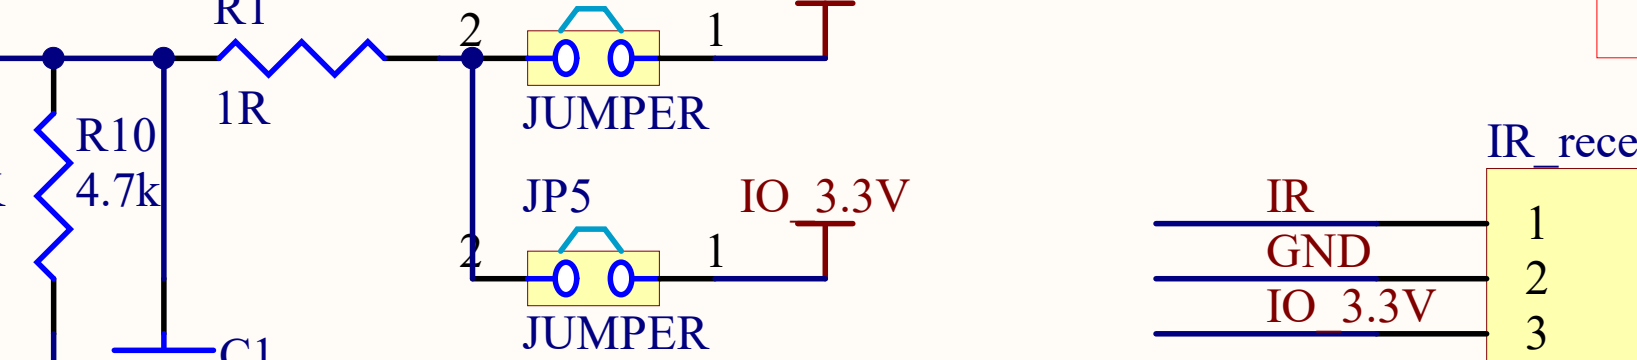 R1
2
1
1R
JUMPER
R10
4.7k
IR_rece
JP5
IO_3.3V
IR
1
2
1
GND
2
IO_3.3V
3
JUMPER
C1